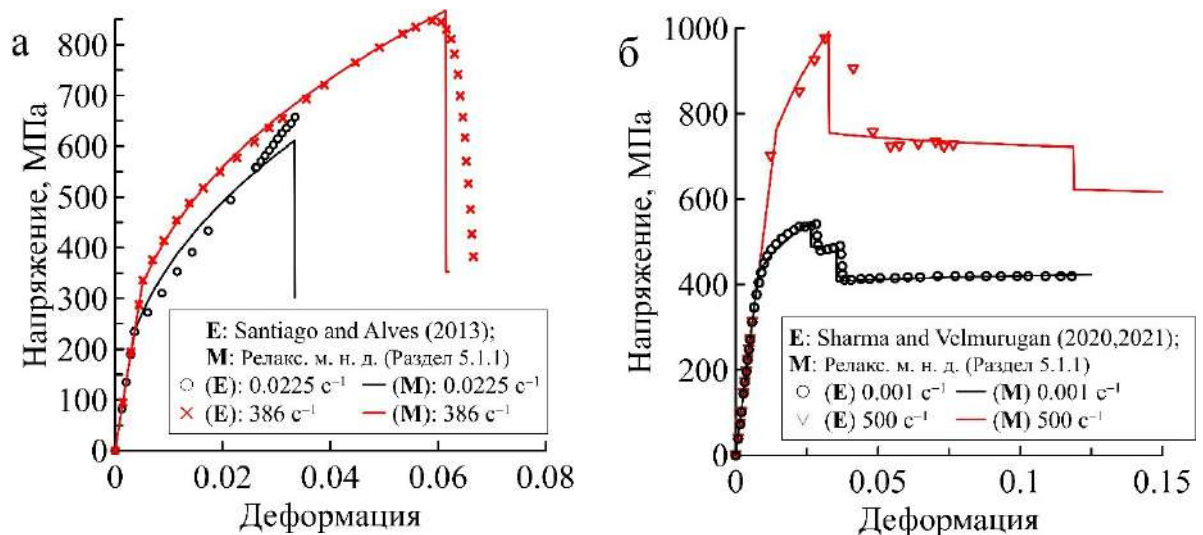 а
Напряжение, МПа
800
700
600
500
400
300
200
100
0
0
0.02
0.04
0.06
0.08
Деформация
E: Santiago and Alves (2013);
M: Релакс. м. н. д. (Раздел 5.1.1)
(E): 0.0225 с⁻¹
(M): 0.0225 с⁻¹
(E): 386 с⁻¹
(M): 386 с⁻¹
б
Напряжение, МПа
1000
800
600
400
200
0
0
0.05
0.1
0.15
Деформация
E: Sharma and Velmurugan (2020,2021);
M: Релакс. м. н. д. (Раздел 5.1.1)
(E) 0.001 с⁻¹
(M) 0.001 с⁻¹
(E) 500 с⁻¹
(M) 500 с⁻¹